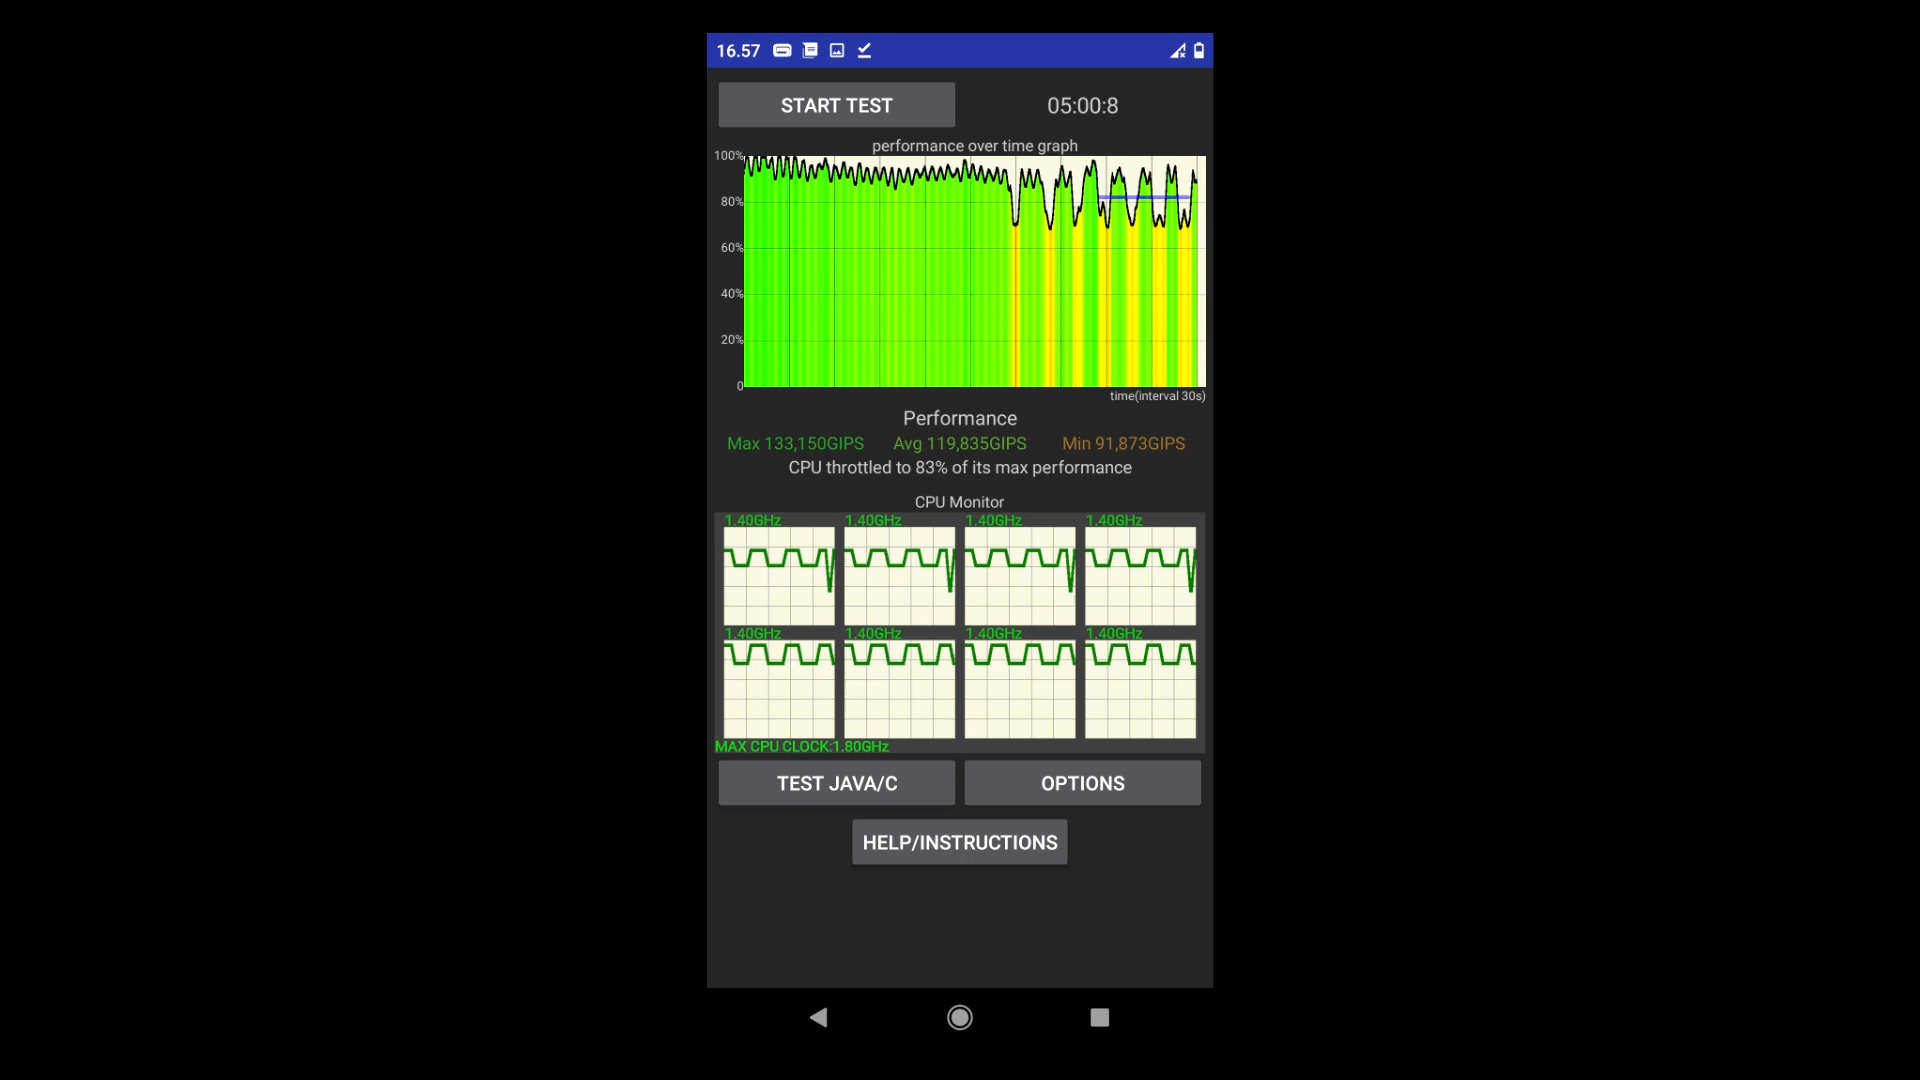 16.57
START TEST 05:00:8
performance over time graph
100%
80%
60%
40%
20%
0
time(interval 30s)
Performance
Max 133,150GIPS Avg 119,835GIPS Min 91,873GIPS
CPU throttled to 83% of its max performance
CPU Monitor
1.40GHz 1.40GHz 1.40GHz 1.40GHz
1.40GHz 1.40GHz 1.40GHz 1.40GHz
MAX CPU CLOCK:1.80GHz
TEST JAVA/C OPTIONS
HELP/INSTRUCTIONS